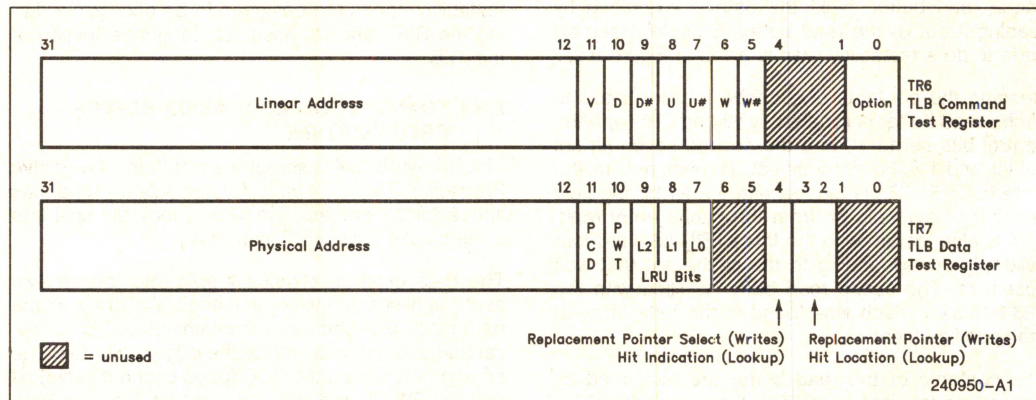 31 12 11 10 9 8 7 6 5 4 1 0
Linear Address V D D# U U# W W# Option
TR6
TLB Command
Test Register
31 12 11 10 9 8 7 6 5 4 3 2 1 0
Physical Address
P
C
D
P
W
T
L2 L1 L0
LRU Bits
TR7
TLB Data
Test Register
= unused
Replacement Pointer Select (Writes)
Hit Indication (Lookup)
Replacement Pointer (Writes)
Hit Location (Lookup)
240950–A1